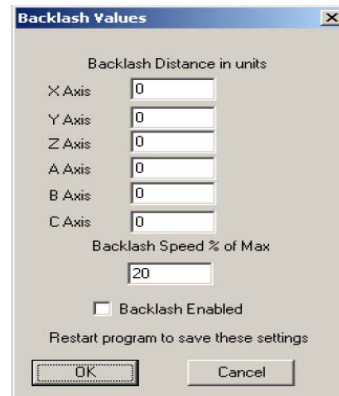 Backlash Values
Backlash Distance in units
X Axis 0
Y Axis 0
Z Axis 0
A Axis 0
B Axis 0
C Axis 0
Backlash Speed % of Max
20
Backlash Enabled
Restart program to save these settings
OK Cancel